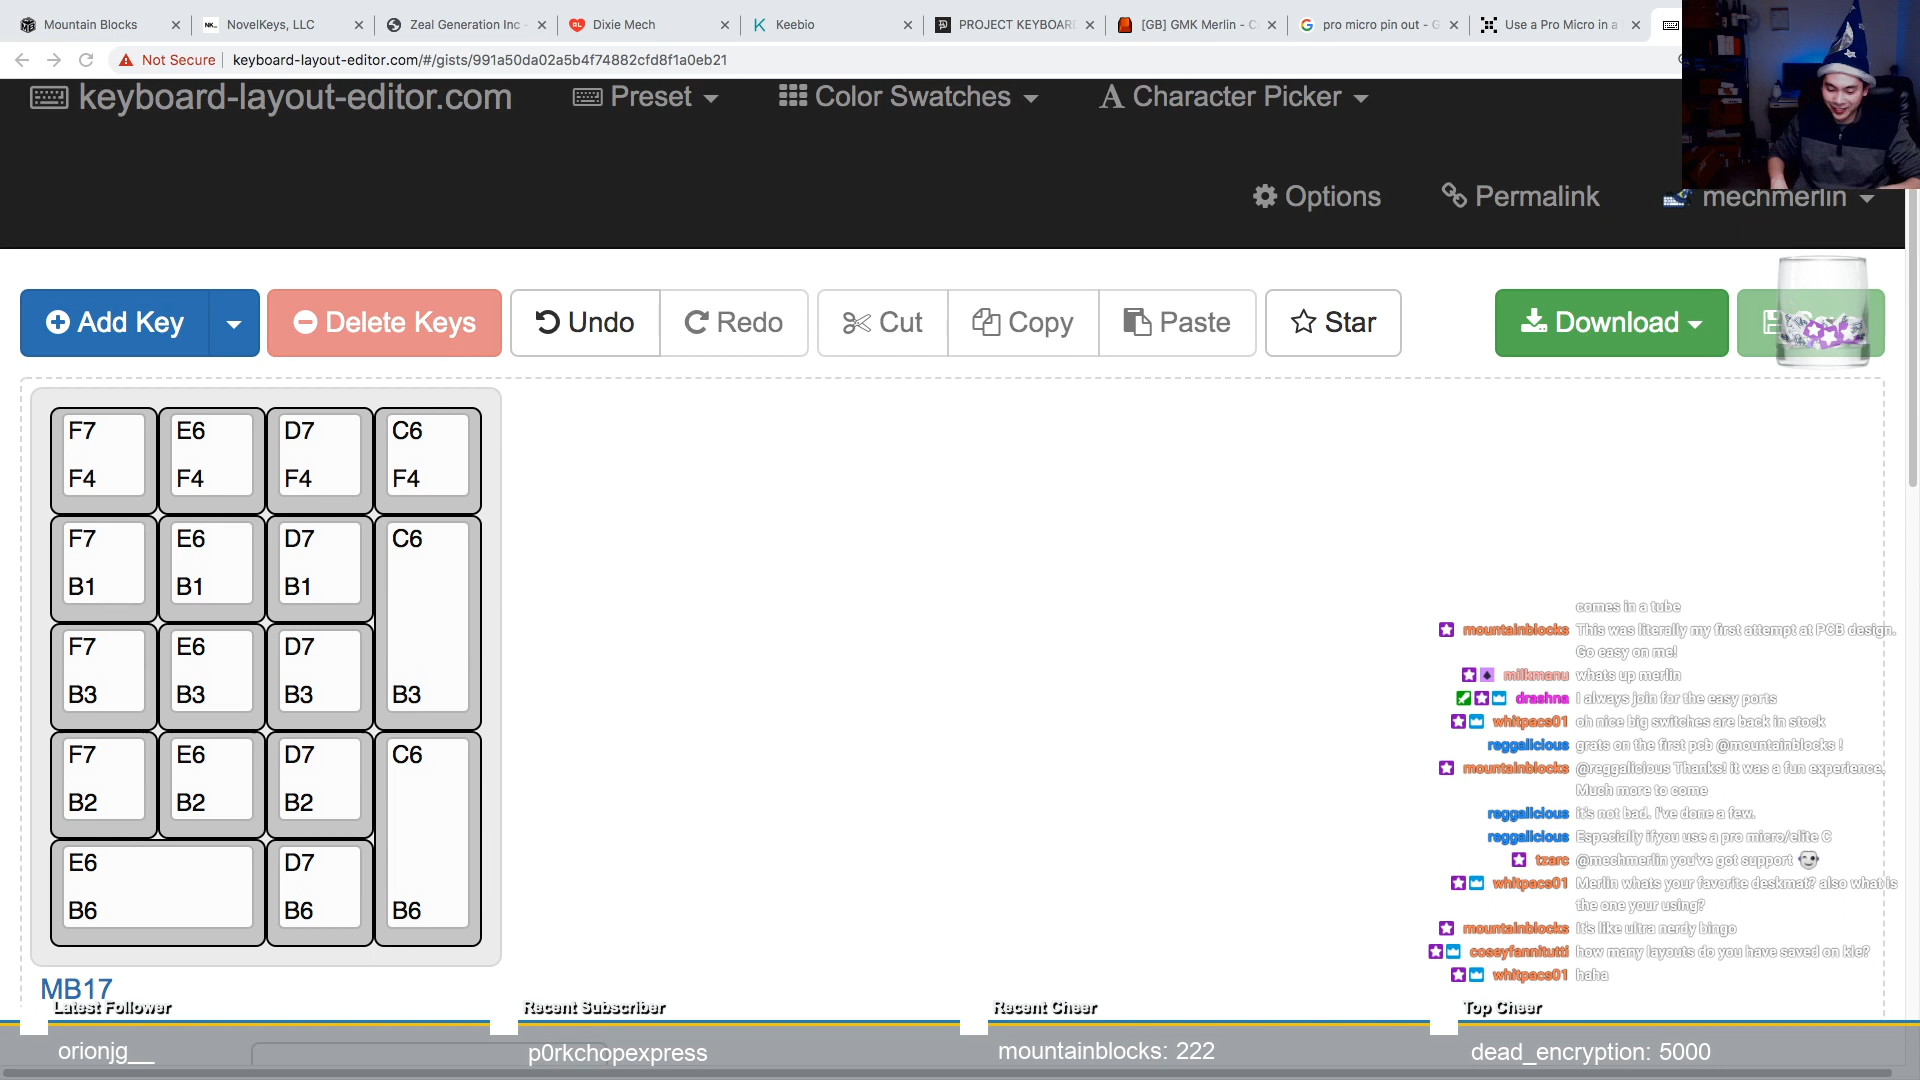 Mountain Blocks
NovelKeys, LLC
Zeal Generation Inc
Dixie Mech
Keebio
PROJECT KEYBOARD
[GB] GMK Merlin - C
pro micro pin out - G
Use a Pro Micro in a
Not Secure
keyboard-layout-editor.com/#/gists/991a50da02a5b4f74882cfd8f1a0eb21
keyboard-layout-editor.com
Preset
Color Swatches
Character Picker
Options
Permalink
mechmerlin
Add Key
Delete Keys
Undo
Redo
Cut
Copy
Paste
Star
Download
F7 E6 D7 C6
F4 F4 F4 F4
F7 E6 D7 C6
B1 B1 B1
F7 E6 D7
B3 B3 B3 B3
F7 E6 D7 C6
B2 B2 B2
E6 D7
B6 B6 B6
MB17
comes in a tube
mountainblocks This was literally my first attempt at PCB design.
Go easy on me!
milkmanu whats up merlin
drashna I always join for the easy ports
whitpacs01 oh nice big switches are back in stock
reggalicious grats on the first pcb @mountainblocks !
mountainblocks @reggalicious Thanks! it was a fun experience.
Much more to come
reggalicious it's not bad. I've done a few.
reggalicious Especially ifyou use a pro micro/elite C
tzarc @mechmerlin you've got support
whitpacs01 Merlin whats your favorite deskmat? also what is
the one your using?
mountainblocks It's like ultra nerdy bingo
coseyfannitutti how many layouts do you have saved on kle?
whitpacs01 haha
Latest Follower
Recent Subscriber
Recent Cheer
Top Cheer
orionjg__
p0rkchopexpress
mountainblocks: 222
dead_encryption: 5000